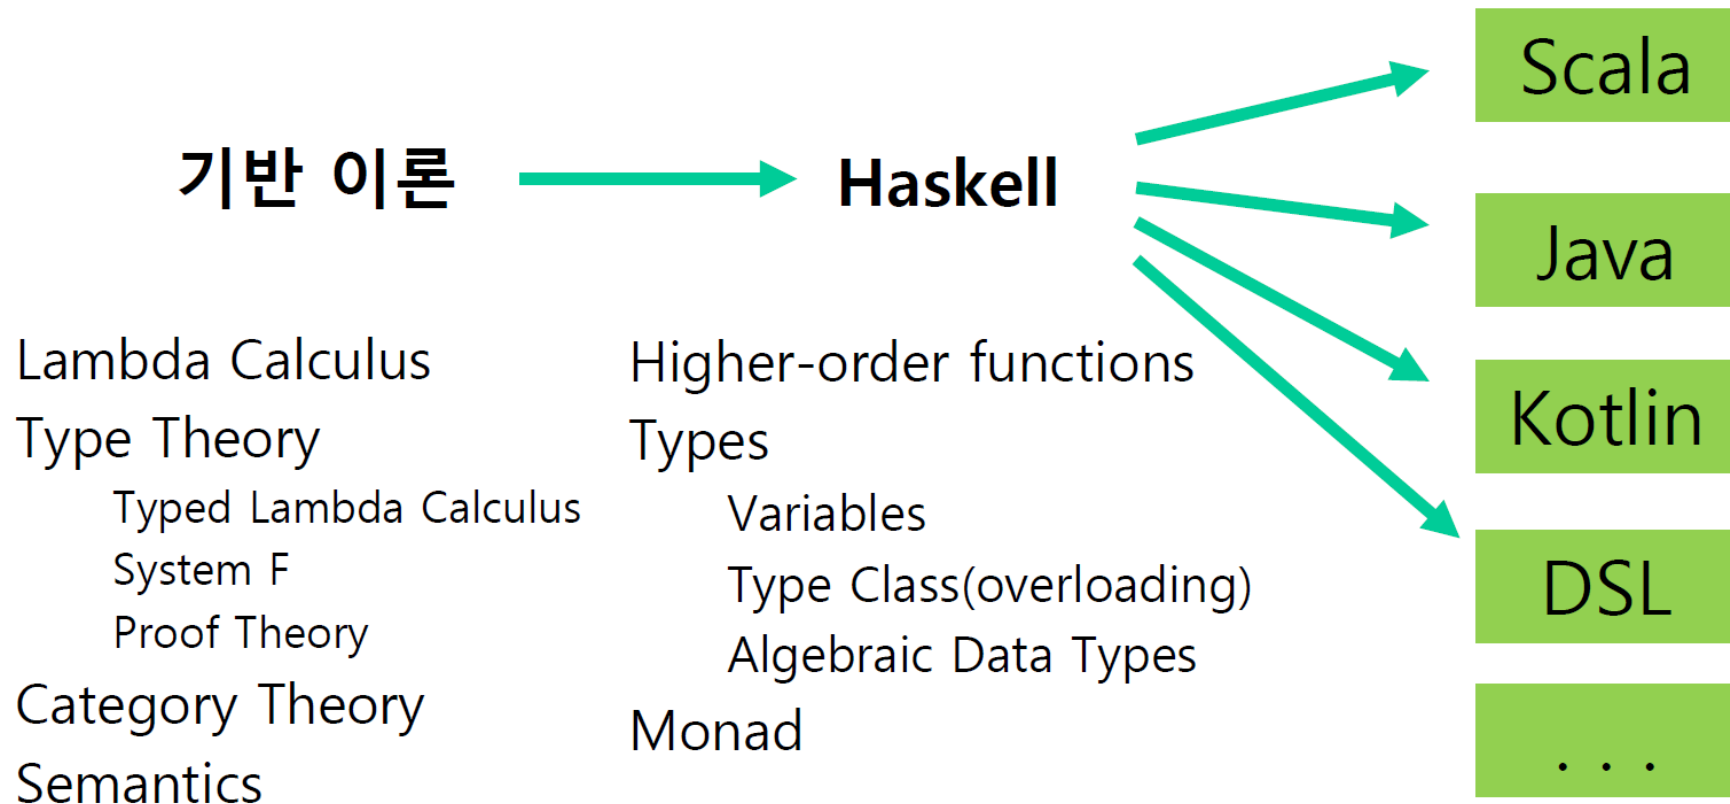 기반 이론
Lambda Calculus
Type Theory
Typed Lambda Calculus
System F
Proof Theory
Category Theory
Semantics
Haskell
Higher-order functions
Types
Variables
Type Class(overloading)
Algebraic Data Types
Monad
Scala
Java
Kotlin
DSL
. . .